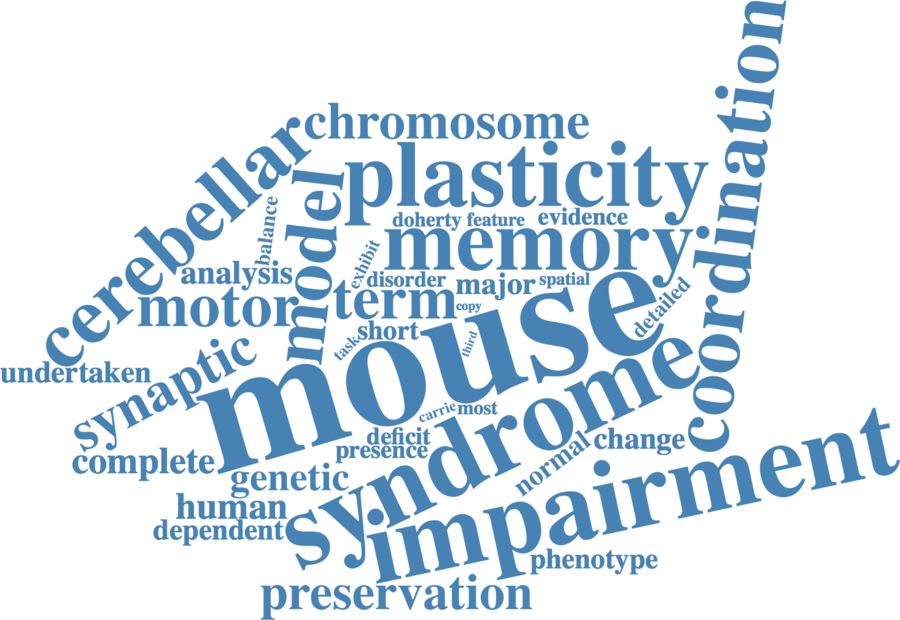 coordination
chromosome
cerebellar
plasticity
model
balance
doherty
feature
evidence
memory
exhibit
analysis
disorder
major
spatial
motor
term
copy
detailed
mouse
short
task
third
synaptic
undertaken
syndrome
carrie
most
impairment
deficit
change
presence
normal
complete
genetic
human
dependent
phenotype
preservation